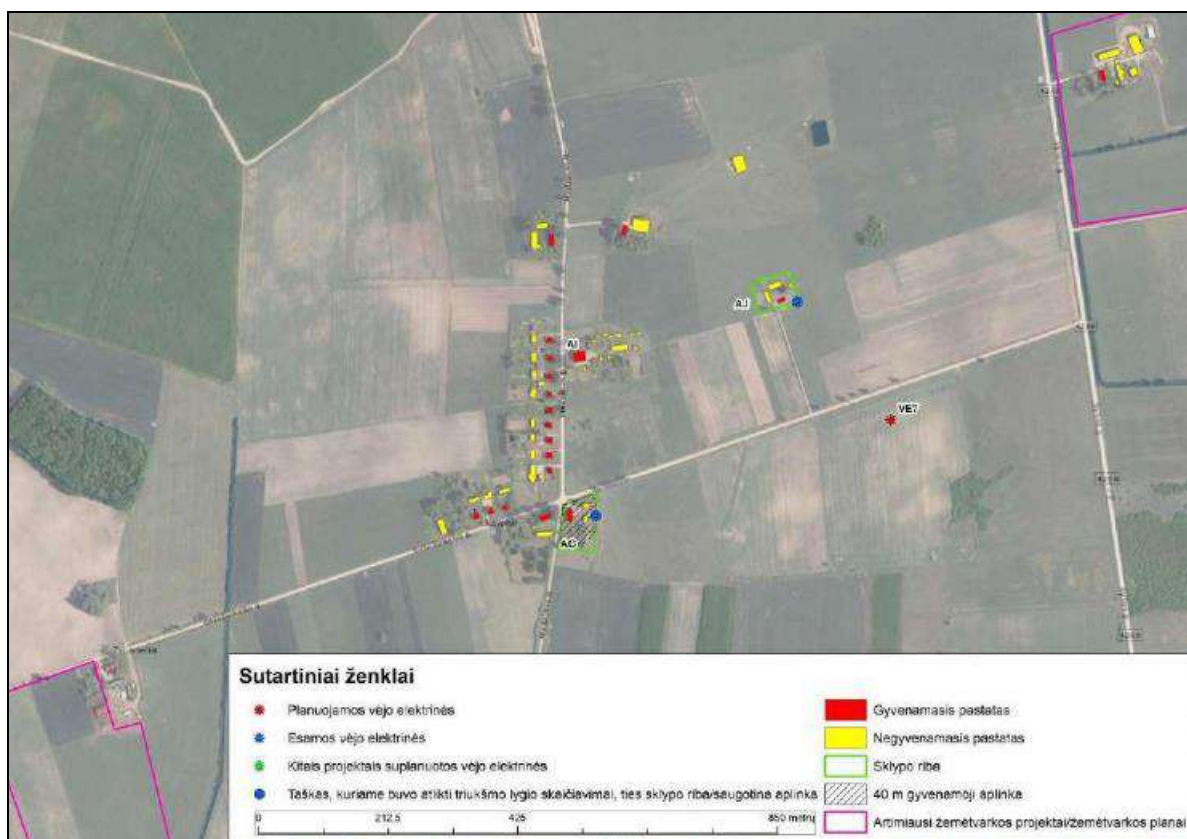 AJ
AI
VE7
AG
Sutartiniai ženklai
Planuojamos vėjo elektrinės
Esamos vėjo elektrinės
Kitais projektais suplanuotos vėjo elektrinės
Taškas, kuriame buvo atlikti triukšmo lygio skaičiavimai, ties sklypo riba/saugotina aplinka
0 212,5 425 850 metrų
Gyvenamasis pastatas
Negyvenamasis pastatas
Sklypo riba
40 m gyvenamoji aplinka
Artimiausi žemėtvarkos projektai/žemėtvarkos planai